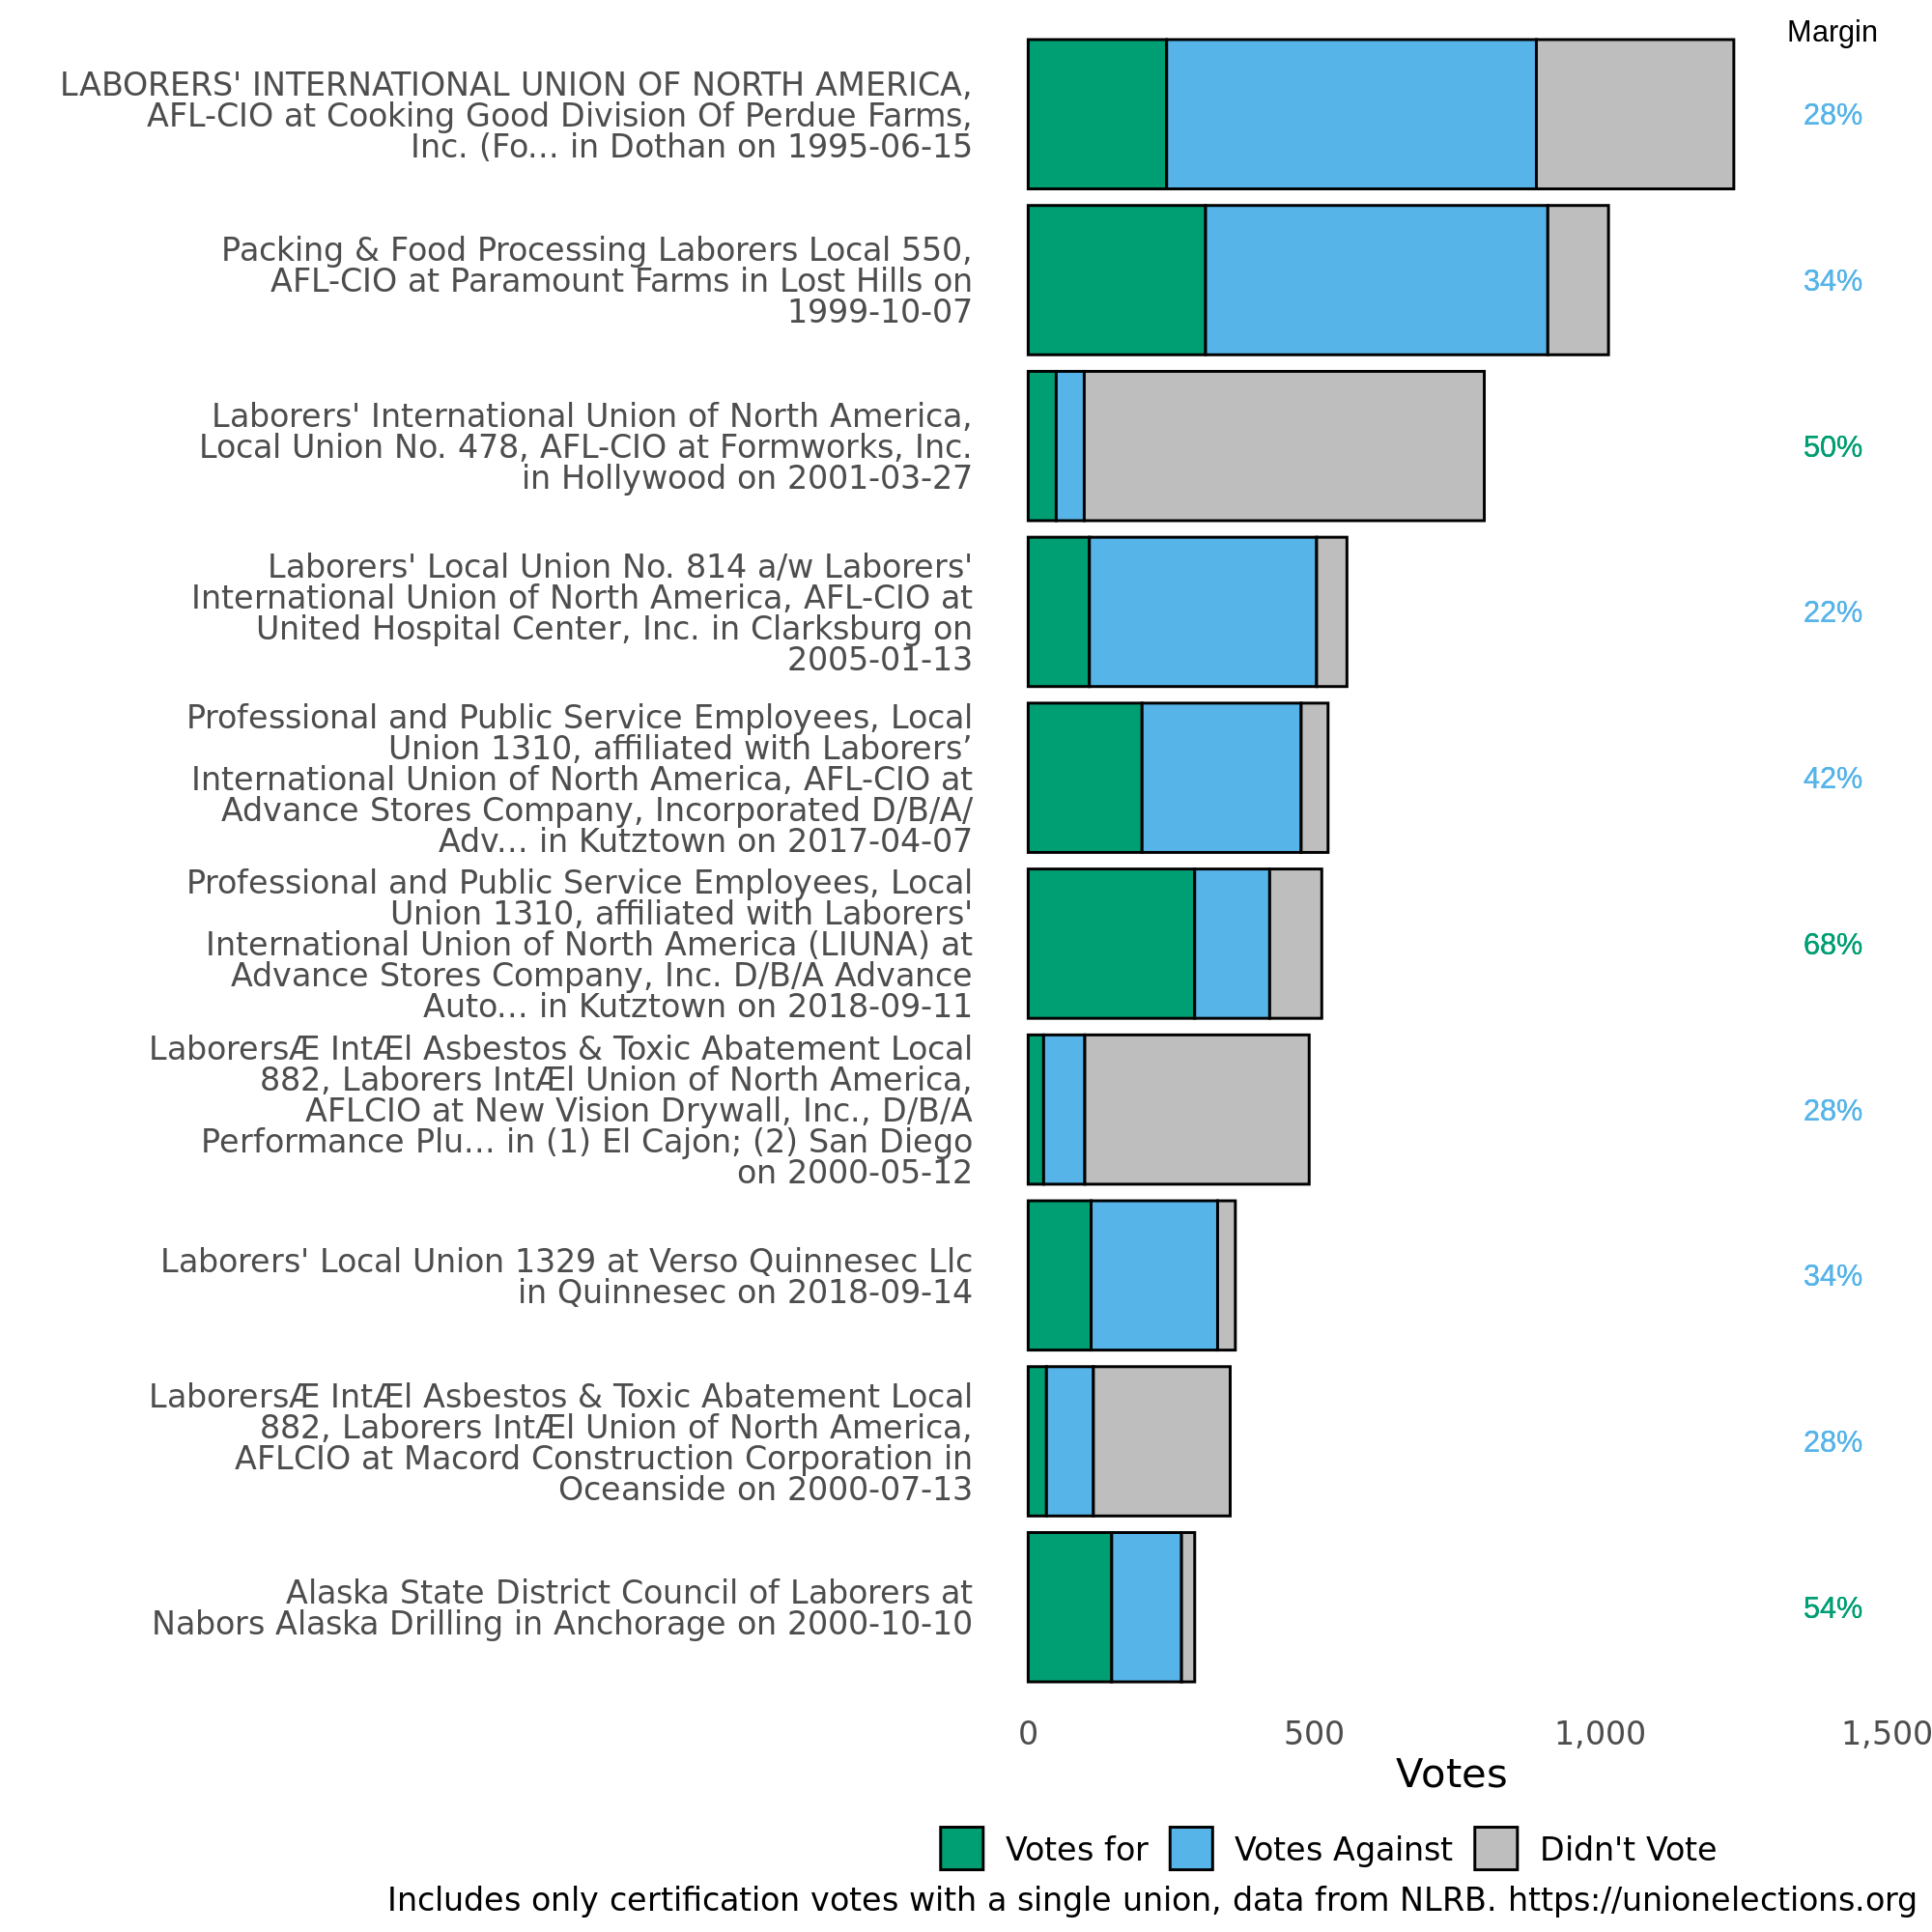 Margin
LABORERS' INTERNATIONAL UNION OF NORTH AMERICA,
AFL-CIO at Cooking Good Division Of Perdue Farms,
Inc. (Fo... in Dothan on 1995-06-15
28%
Packing & Food Processing Laborers Local 550,
AFL-CIO at Paramount Farms in Lost Hills on
1999-10-07
34%
Laborers' International Union of North America,
Local Union No. 478, AFL-CIO at Formworks, Inc.
in Hollywood on 2001-03-27
50%
Laborers' Local Union No. 814 a/w Laborers'
International Union of North America, AFL-CIO at
United Hospital Center, Inc. in Clarksburg on
2005-01-13
22%
Professional and Public Service Employees, Local
Union 1310, affiliated with Laborers’
International Union of North America, AFL-CIO at
Advance Stores Company, Incorporated D/B/A/
Adv... in Kutztown on 2017-04-07
42%
Professional and Public Service Employees, Local
Union 1310, affiliated with Laborers'
International Union of North America (LIUNA) at
Advance Stores Company, Inc. D/B/A Advance
Auto... in Kutztown on 2018-09-11
68%
LaborersÆ IntÆl Asbestos & Toxic Abatement Local
882, Laborers IntÆl Union of North America,
AFLCIO at New Vision Drywall, Inc., D/B/A
Performance Plu... in (1) El Cajon; (2) San Diego
on 2000-05-12
28%
Laborers' Local Union 1329 at Verso Quinnesec Llc
in Quinnesec on 2018-09-14
34%
LaborersÆ IntÆl Asbestos & Toxic Abatement Local
882, Laborers IntÆl Union of North America,
AFLCIO at Macord Construction Corporation in
Oceanside on 2000-07-13
28%
Alaska State District Council of Laborers at
Nabors Alaska Drilling in Anchorage on 2000-10-10
54%
0 500 1,000 1,500
Votes
Votes for Votes Against Didn't Vote
Includes only certification votes with a single union, data from NLRB. https://unionelections.org